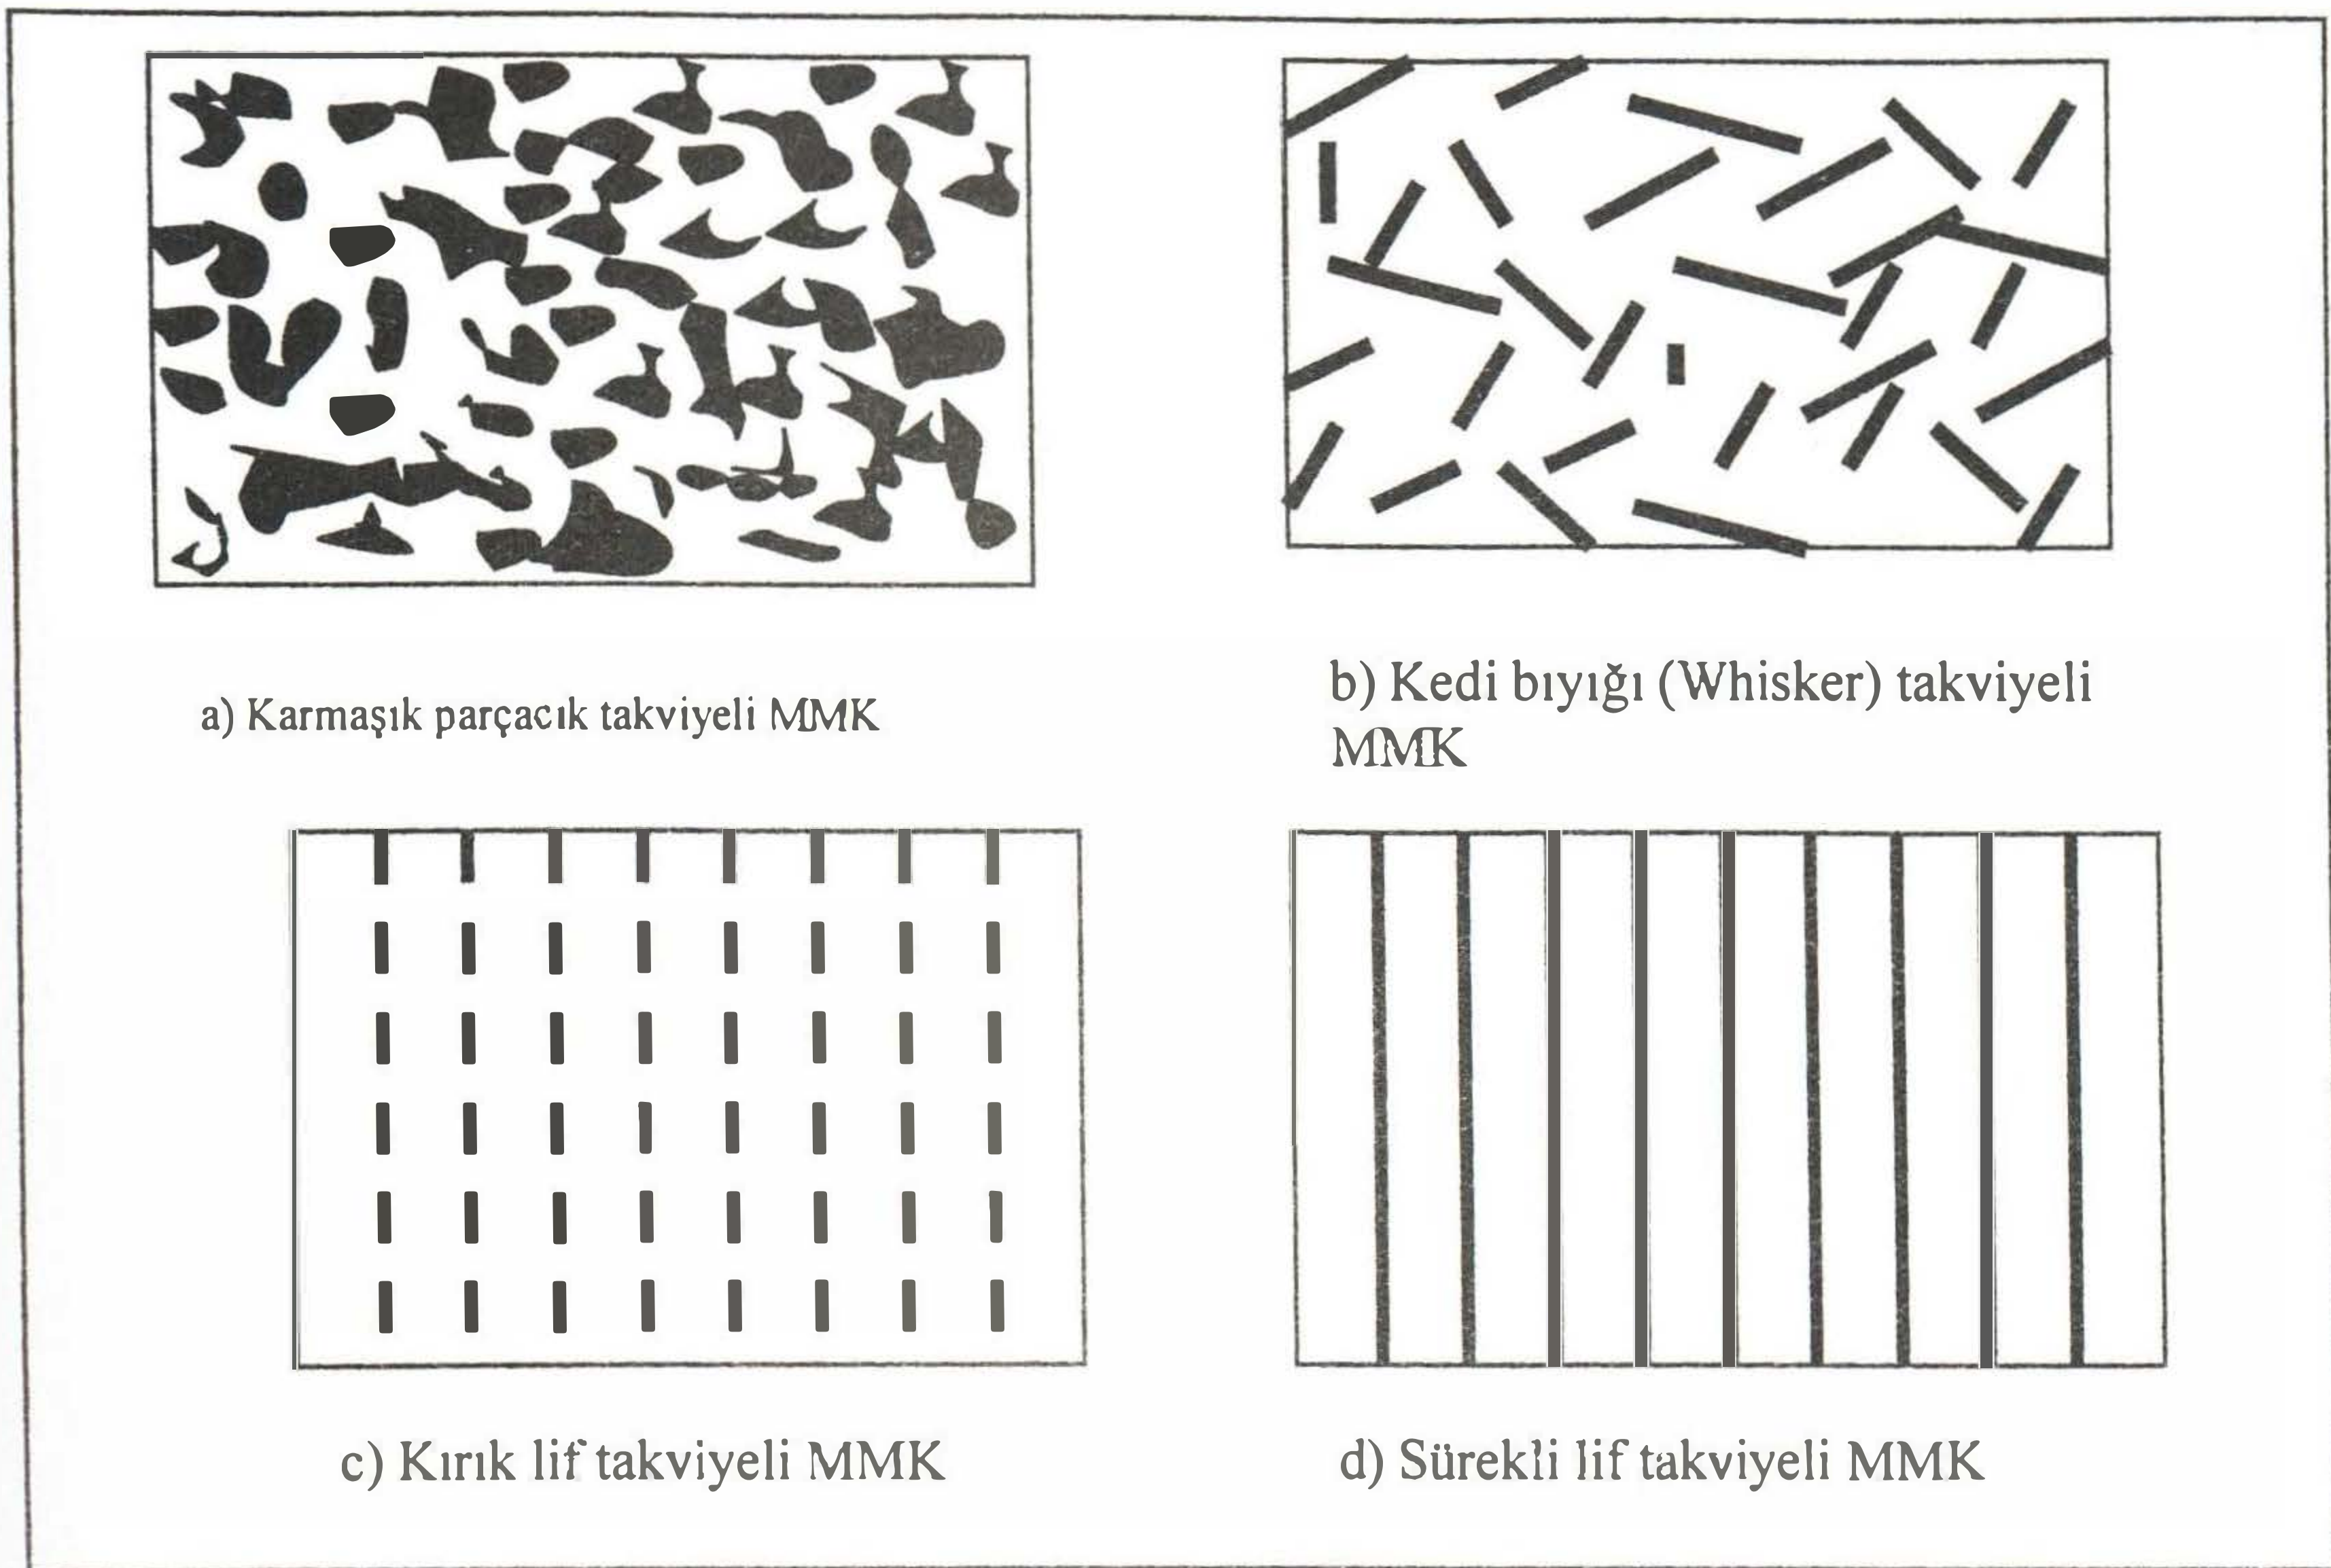 a) Karmaşık parçacık takviyeli MMK
b) Kedi bıyığı (Whisker) takviyeli
MMK
c) Kırık lif takviyeli MMK
d) Sürekli lif takviyeli MMK